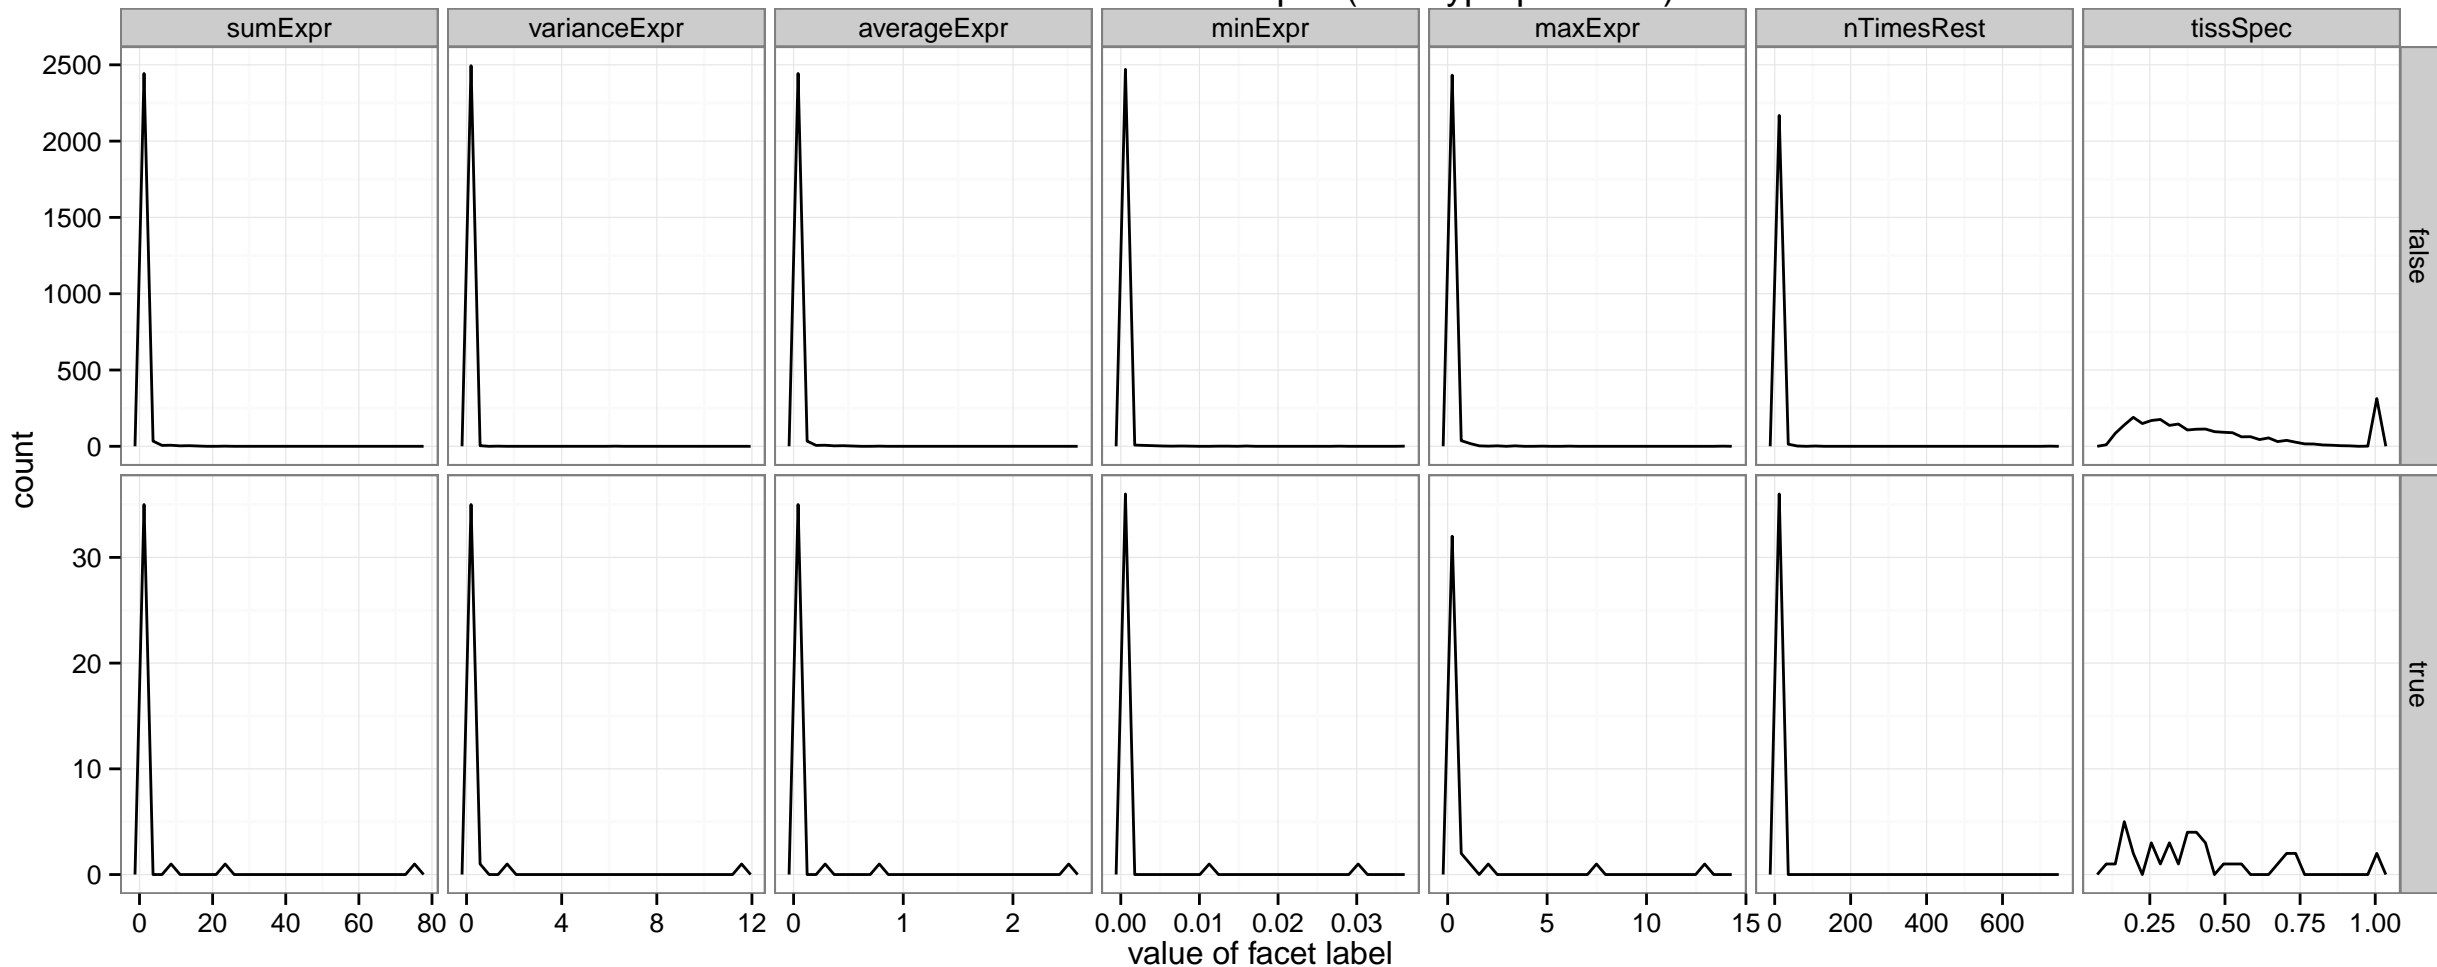 sumExpr varianceExpr averageExpr minExpr maxExpr nTimesRest tissSpec
2500
2000
1500
1000
500
0
false
count
30
20
10
0
true
0 20 40 60 80 0 4 8 12 0 1 2 0.00 0.01 0.02 0.03 0 5 10 15 0 200 400 600 0.25 0.50 0.75 1.00
value of facet label